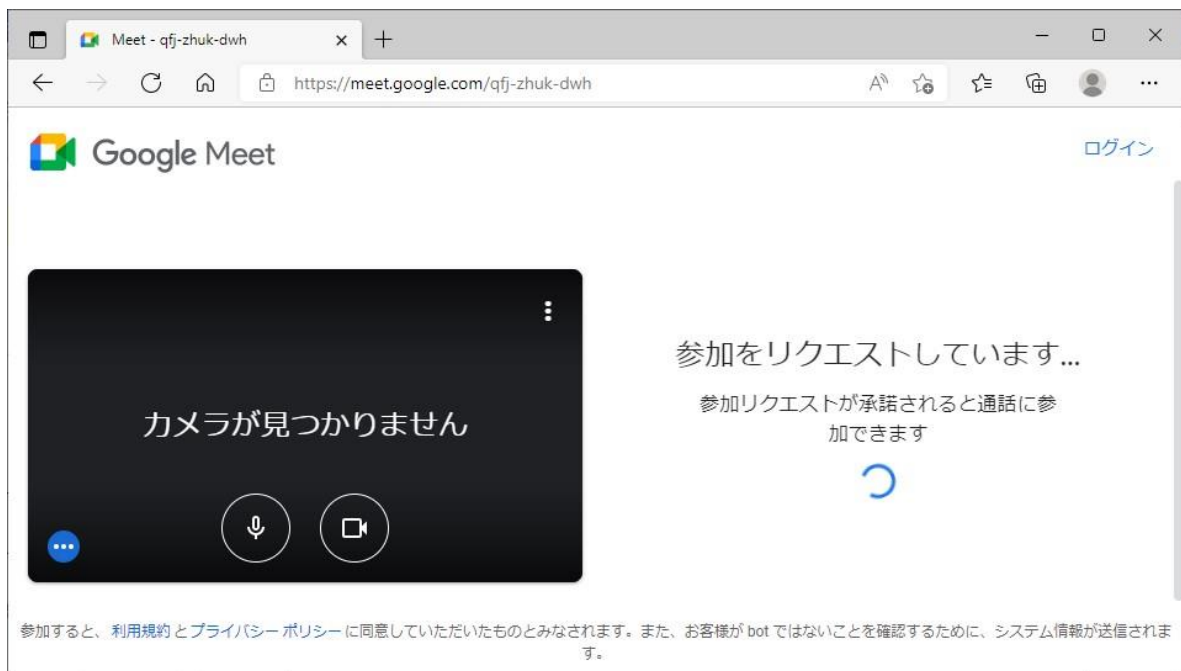 Meet - qfj-zhuk-dwh
https://meet.google.com/qfj-zhuk-dwh
Google Meet
ログイン
カメラが見つかりません
参加をリクエストしています...
参加リクエストが承諾されると通話に参
加できます
参加すると、利用規約とプライバシー ポリシーに同意していただいたものとみなされます。また、お客様が bot ではないことを確認するために、システム情報が送信されま
す。